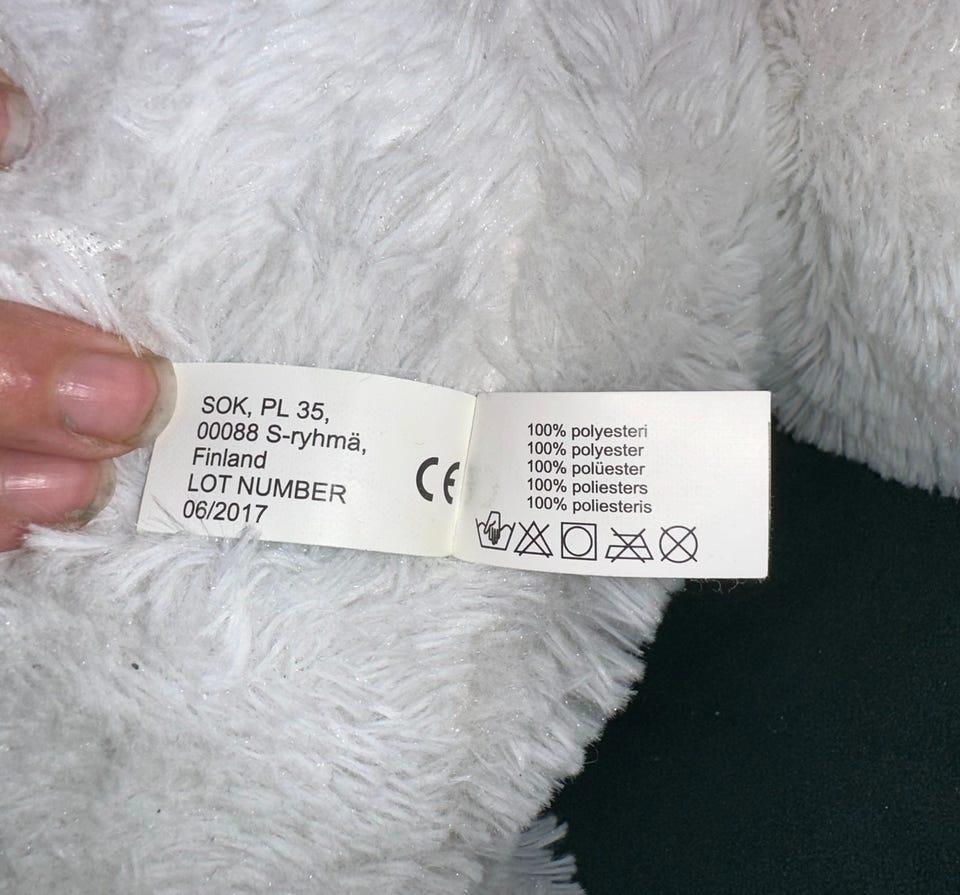 SOK, PL 35,
00088 S-ryhmä,
Finland
LOT NUMBER
06/2017
CE
100% polyesteri
100% polyester
100% polüester
100% poliesters
100% poliesteris